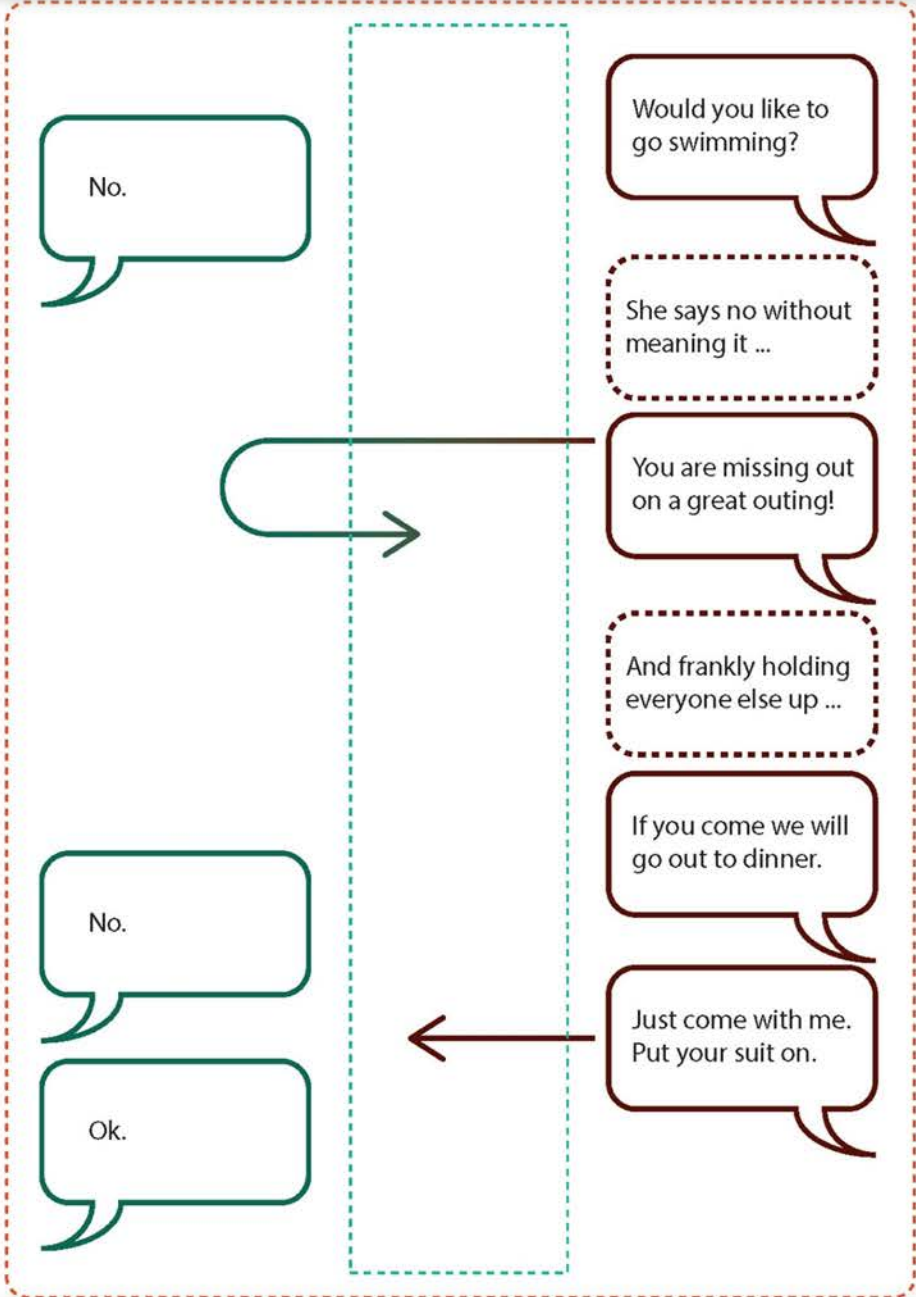 Would you like to
go swimming?
No.
She says no without
meaning it ...
You are missing out
on a great outing!
And frankly holding
everyone else up ...
If you come we will
go out to dinner.
No.
Just come with me.
Put your suit on.
Ok.